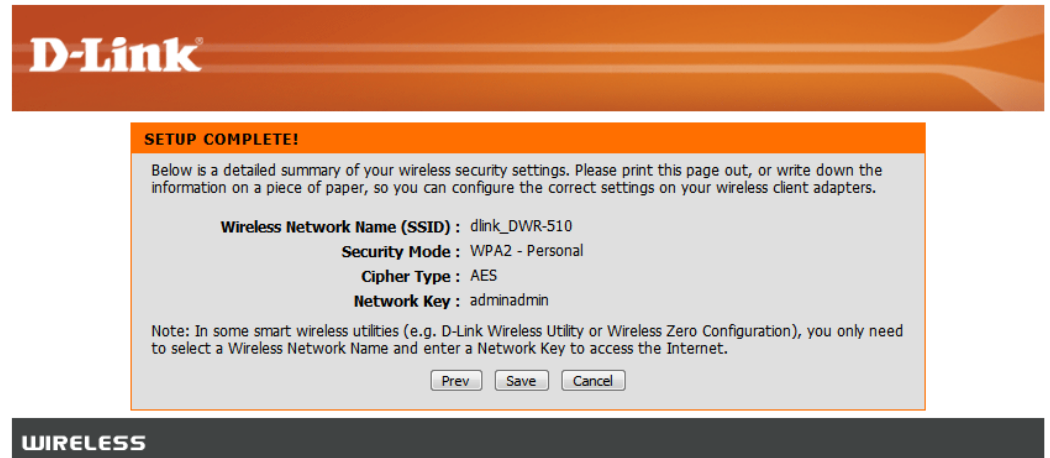 D-Link®
SETUP COMPLETE!
Below is a detailed summary of your wireless security settings. Please print this page out, or write down the
information on a piece of paper, so you can configure the correct settings on your wireless client adapters.
Wireless Network Name (SSID) : dlink_DWR-510
Security Mode : WPA2 - Personal
Cipher Type : AES
Network Key : adminadmin
Note: In some smart wireless utilities (e.g. D-Link Wireless Utility or Wireless Zero Configuration), you only need
to select a Wireless Network Name and enter a Network Key to access the Internet.
Prev Save Cancel
WIRELESS